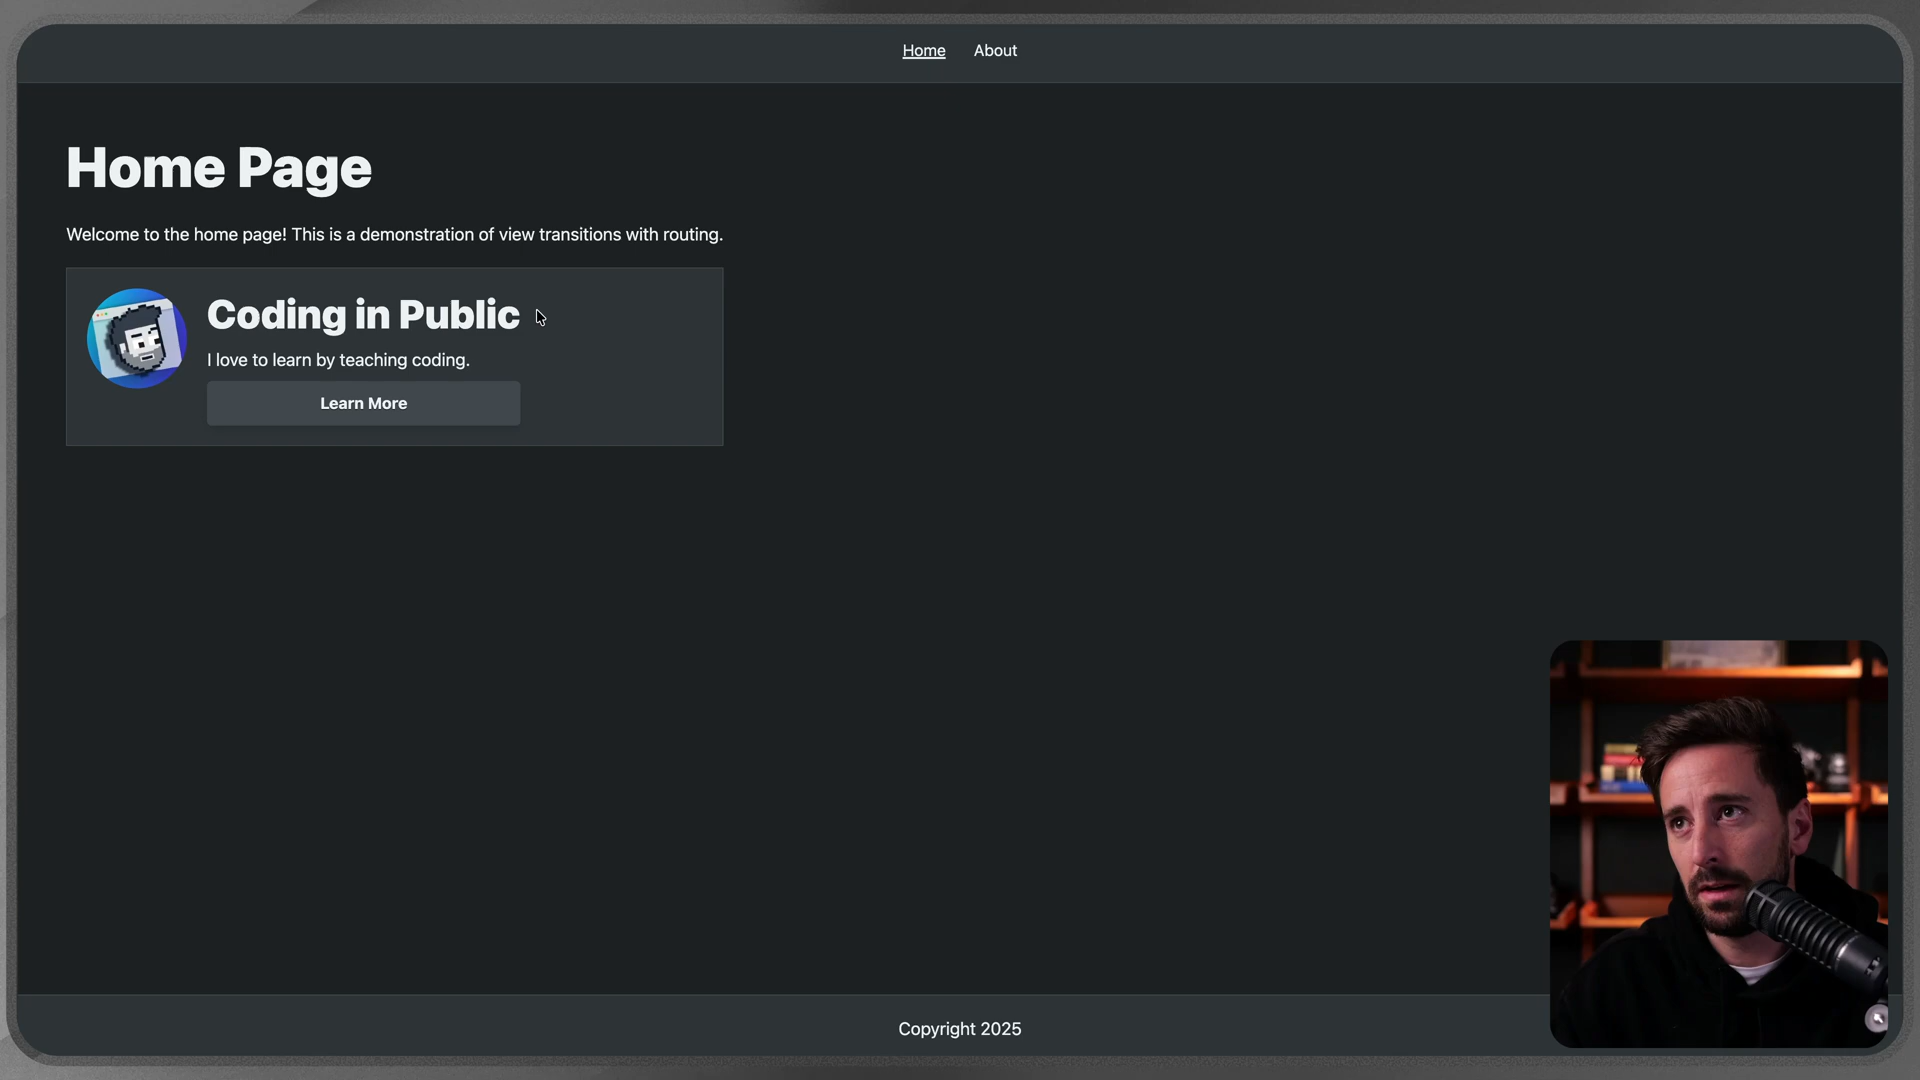 Home About
Home Page
Welcome to the home page! This is a demonstration of view transitions with routing.
Coding in Public
I love to learn by teaching coding.
Learn More
Copyright 2025